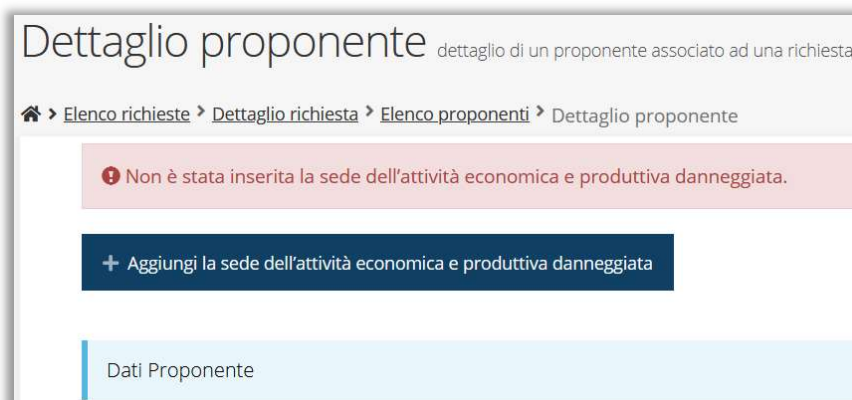 Dettaglio proponente dettaglio di un proponente associato ad una richiesta
> Elenco richieste > Dettaglio richiesta > Elenco proponenti > Dettaglio proponente
Non è stata inserita la sede dell'attività economica e produttiva danneggiata.
+ Aggiungi la sede dell'attività economica e produttiva danneggiata
Dati Proponente